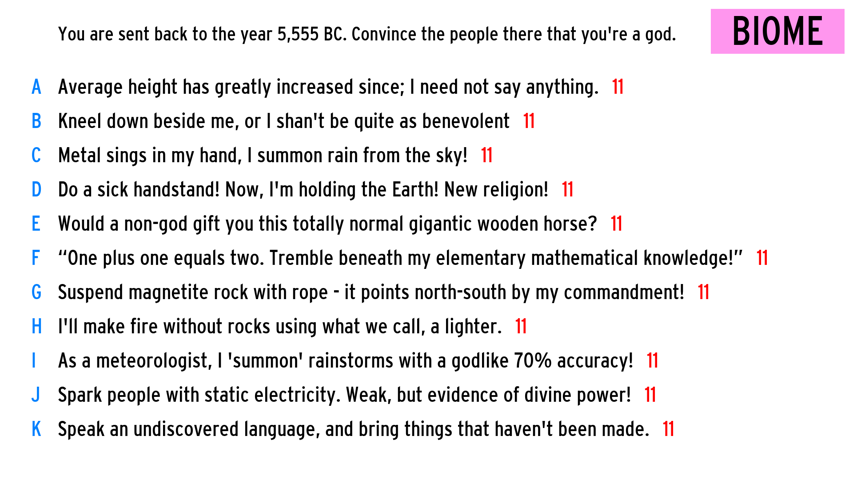 You are sent back to the year 5,555 BC. Convince the people there that you're a god.
BIOME
A Average height has greatly increased since; I need not say anything. 11
B Kneel down beside me, or I shan't be quite as benevolent 11
C Metal sings in my hand, I summon rain from the sky! 11
D Do a sick handstand! Now, I'm holding the Earth! New religion! 11
E Would a non-god gift you this totally normal gigantic wooden horse? 11
F “One plus one equals two. Tremble beneath my elementary mathematical knowledge!” 11
G Suspend magnetite rock with rope - it points north-south by my commandment! 11
H I'll make fire without rocks using what we call, a lighter. 11
I As a meteorologist, I 'summon' rainstorms with a godlike 70% accuracy! 11
J Spark people with static electricity. Weak, but evidence of divine power! 11
K Speak an undiscovered language, and bring things that haven't been made. 11